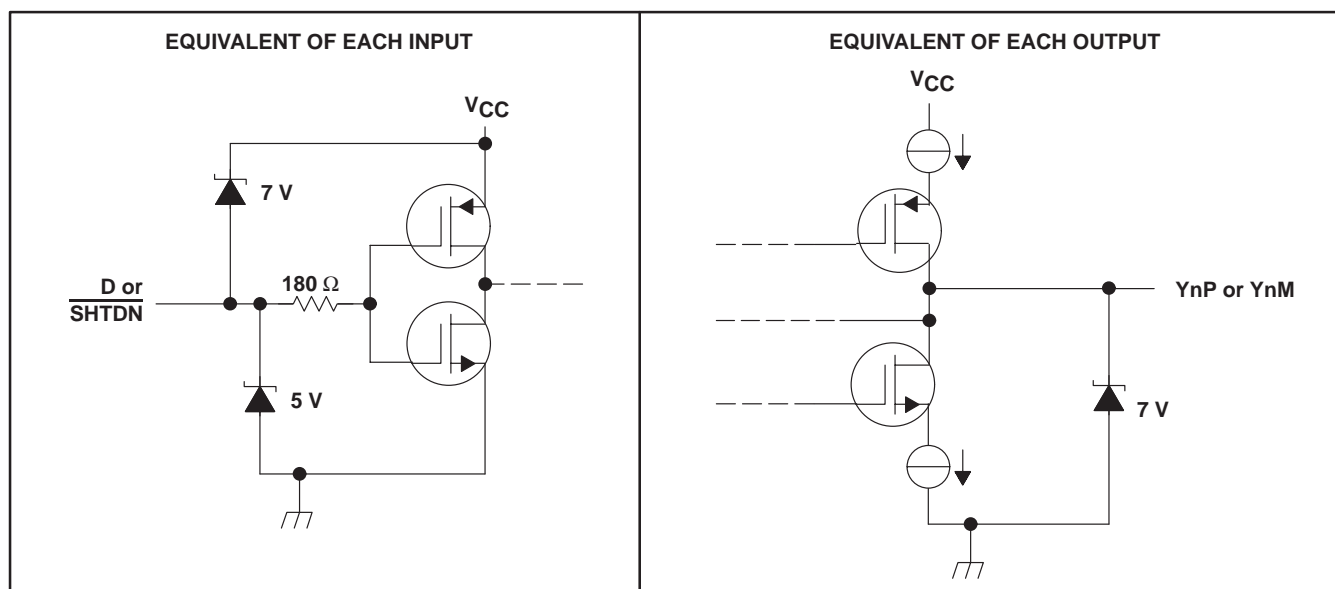 EQUIVALENT OF EACH INPUT
VCC
7 V
D or
SHTDN
180 Ω
5 V
EQUIVALENT OF EACH OUTPUT
VCC
YnP or YnM
7 V